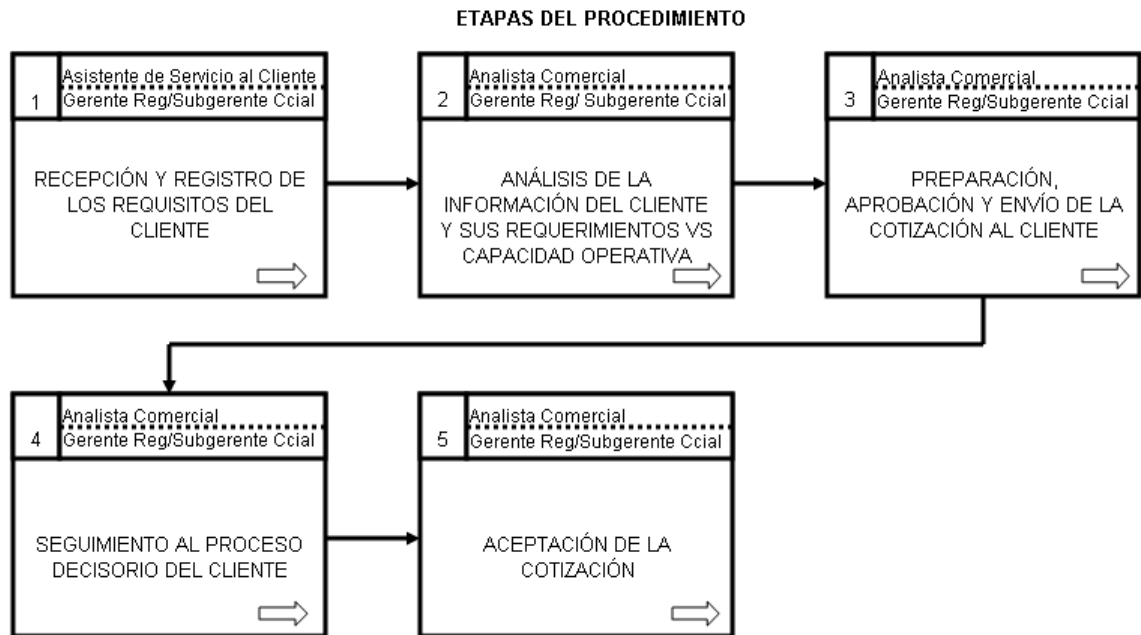 ETAPAS DEL PROCEDIMIENTO
1
Asistente de Servicio al Cliente
Gerente Reg/Subgerente Ccial
RECEPCIÓN Y REGISTRO DE
LOS REQUISITOS DEL
CLIENTE
2
Analista Comercial
Gerente Reg/ Subgerente Ccial
ANÁLISIS DE LA
INFORMACIÓN DEL CLIENTE
Y SUS REQUERIMIENTOS VS
CAPACIDAD OPERATIVA
3
Analista Comercial
Gerente Reg/Subgerente Ccial
PREPARACIÓN,
APROBACIÓN Y ENVÍO DE LA
COTIZACIÓN AL CLIENTE
4
Analista Comercial
Gerente Reg/Subgerente Ccial
SEGUIMIENTO AL PROCESO
DECISORIO DEL CLIENTE
5
Analista Comercial
Gerente Reg/Subgerente Ccial
ACEPTACIÓN DE LA
COTIZACIÓN